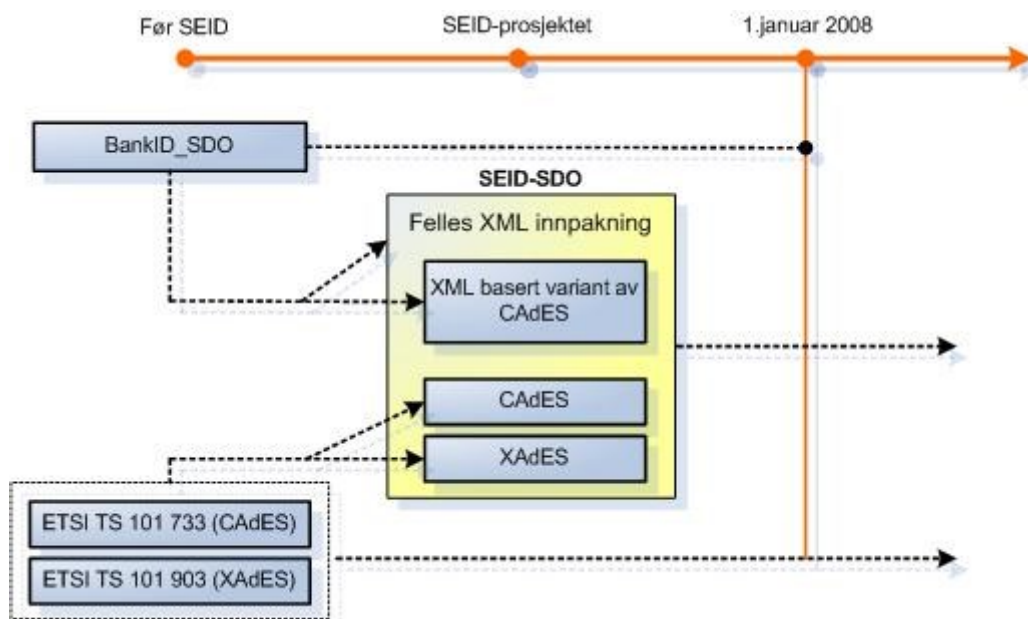 Før SEID
SEID-prosjektet
1.januar 2008
BankID_SDO
SEID-SDO
Felles XML innpakning
XML basert variant av
CAdES
CAdES
XAdES
ETSI TS 101 733 (CAdES)
ETSI TS 101 903 (XAdES)